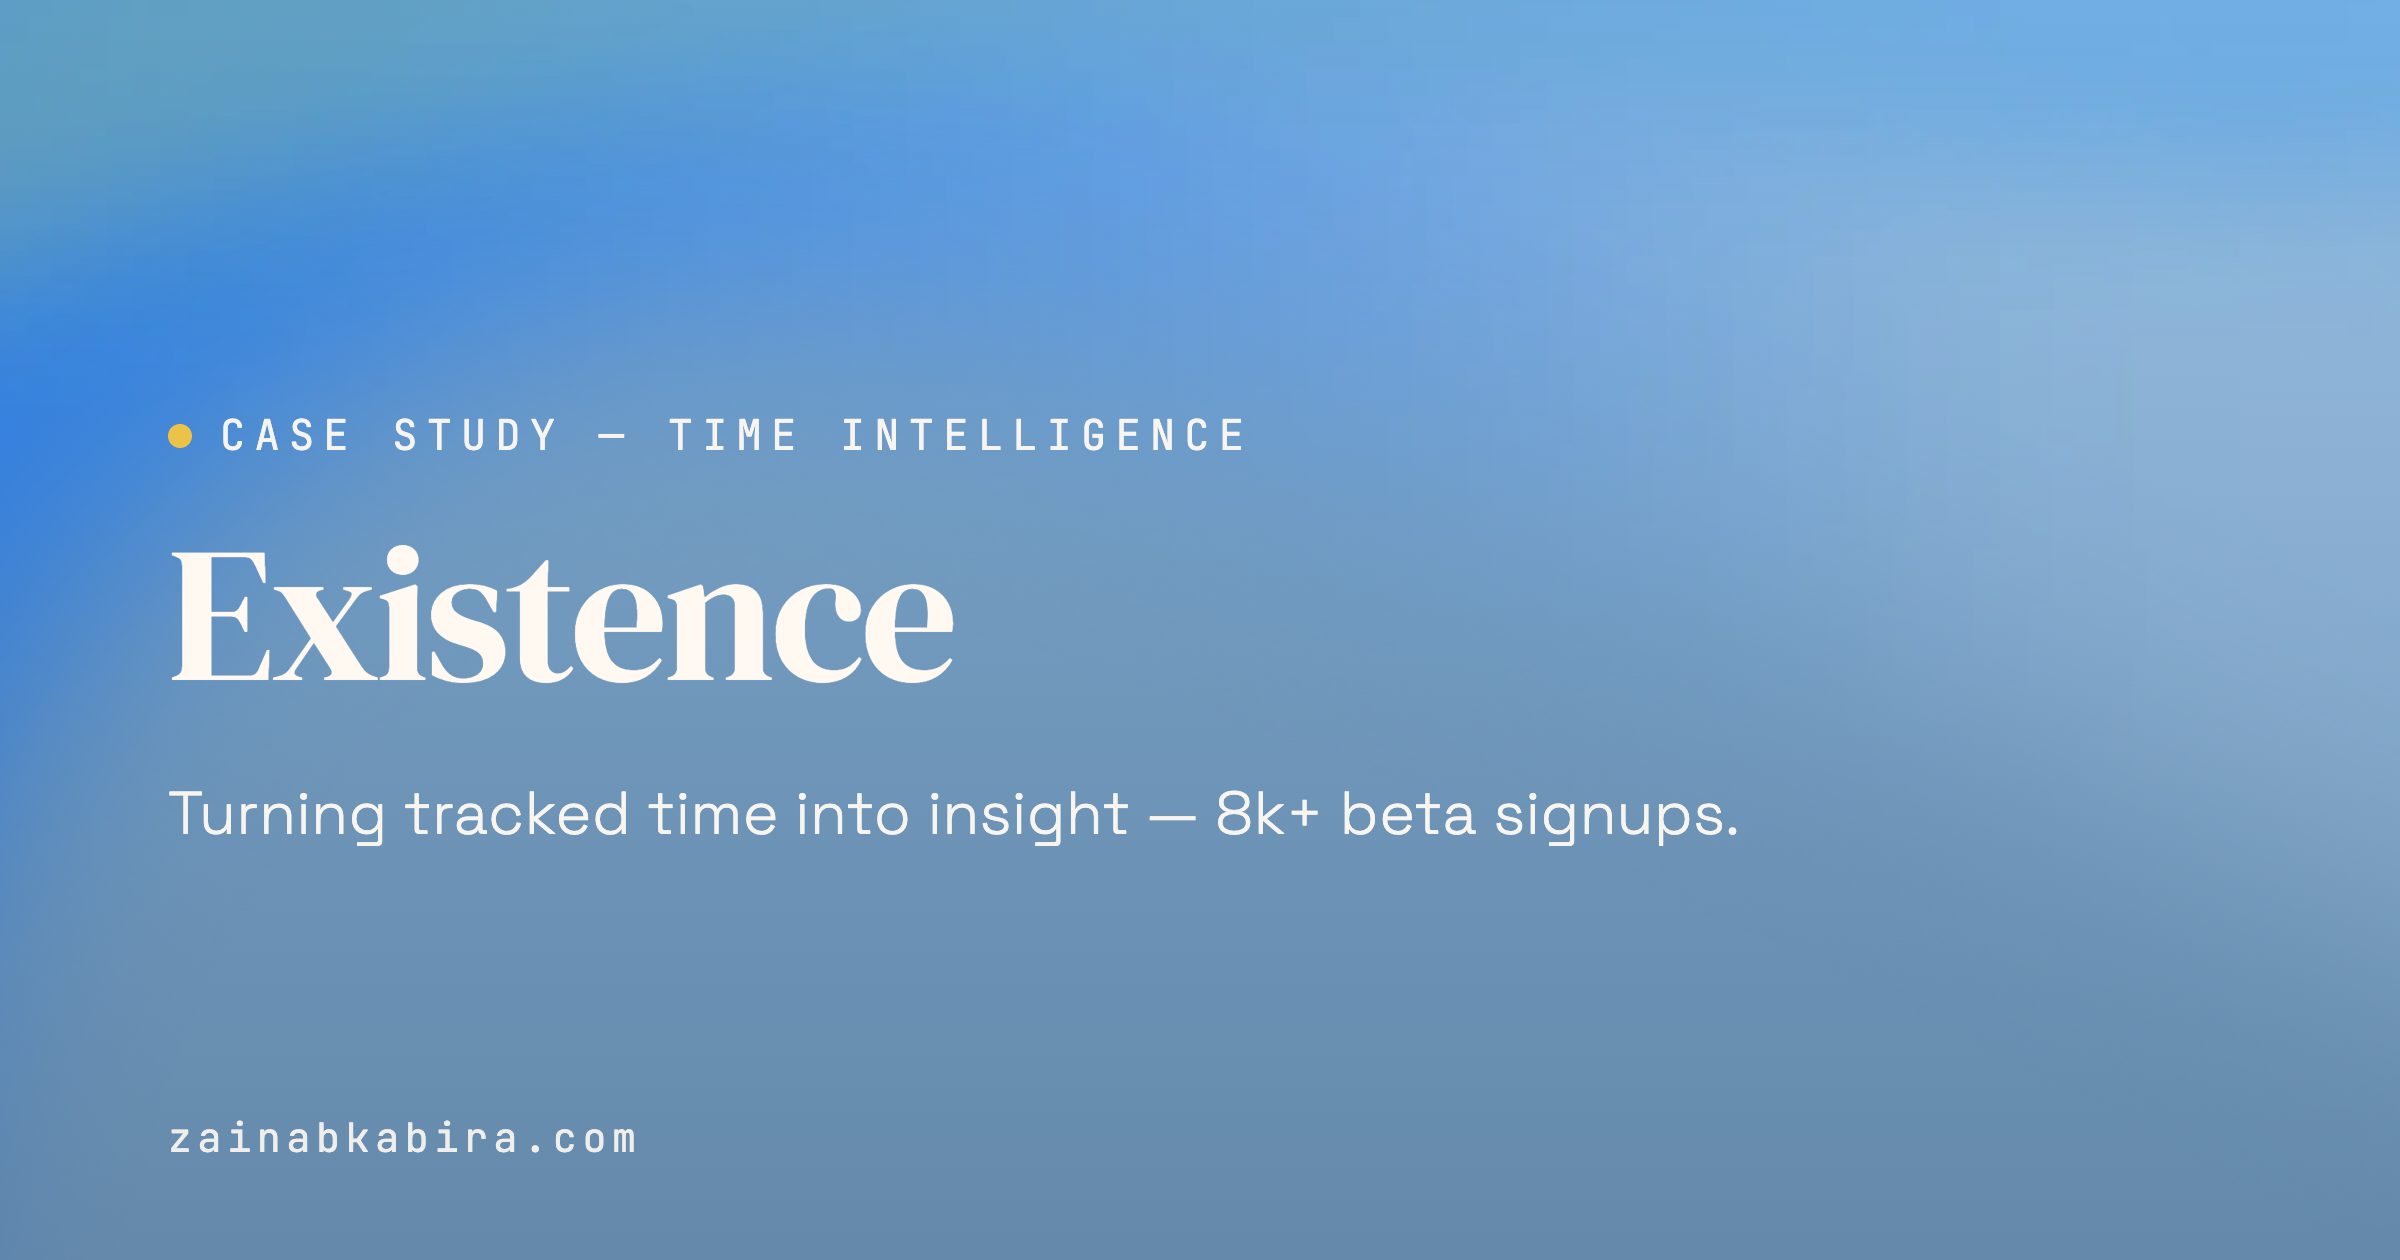 CASE STUDY — TIME INTELLIGENCE
Existence
Turning tracked time into insight — 8k+ beta signups.
zainabkabira.com